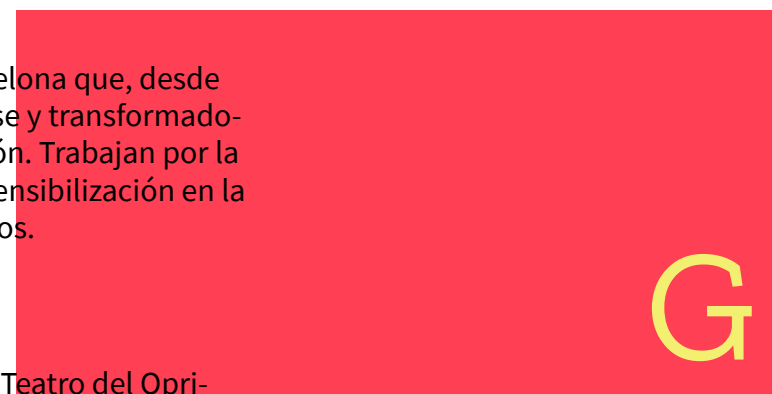 elona que, desde
se y transformado-
ón. Trabajan por la
ensibilización en la
os.
G
Teatro del Opri-